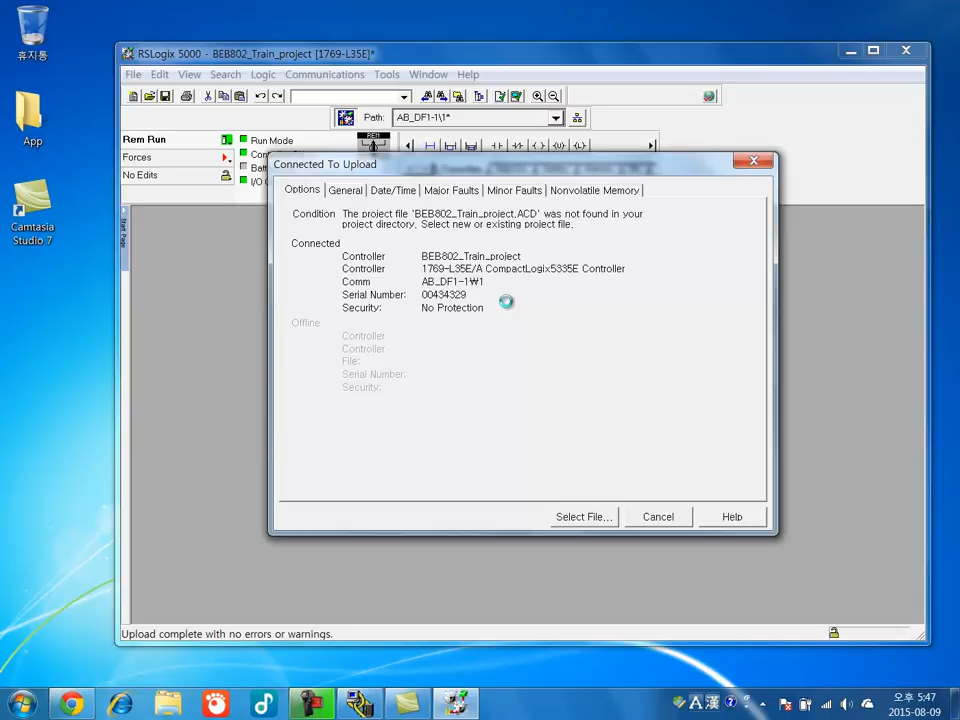 휴지통
App
Camtasia
Studio 7
RSLogix 5000 - BEB802_Train_project [1769-L35E]*
File Edit View Search Logic Communications Tools Window Help
Path: AB_DF1-1\1*
Rem Run
Run Mode
REM
Forces
No Edits
I/O
Start Page
Connected To Upload
Options General Date/Time Major Faults Minor Faults Nonvolatile Memory
Condition The project file 'BEB802_Train_project.ACD' was not found in your
project directory. Select new or existing project file.
Connected
Controller BEB802_Train_project
Controller 1769-L35E/A CompactLogix5335E Controller
Comm AB_DF1-1₩1
Serial Number: 00434329
Security: No Protection
Offline
Controller
Controller
File:
Serial Number:
Security:
Select File... Cancel Help
Upload complete with no errors or warnings.
A 漢
오후 5:47
2015-08-09